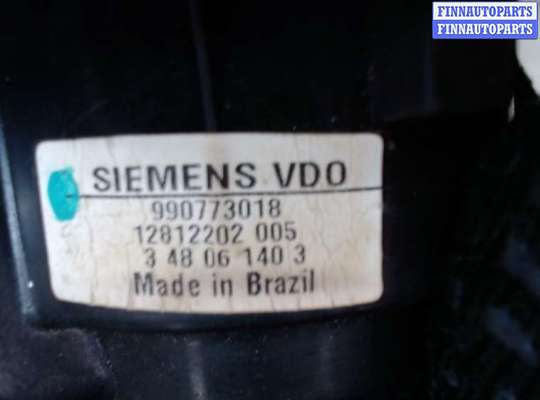 FINNAUTOPARTS
FINNAUTOPARTS
SIEMENS VDO
990773018
12812202 005
3 48 06 140 3
Made in Brazil